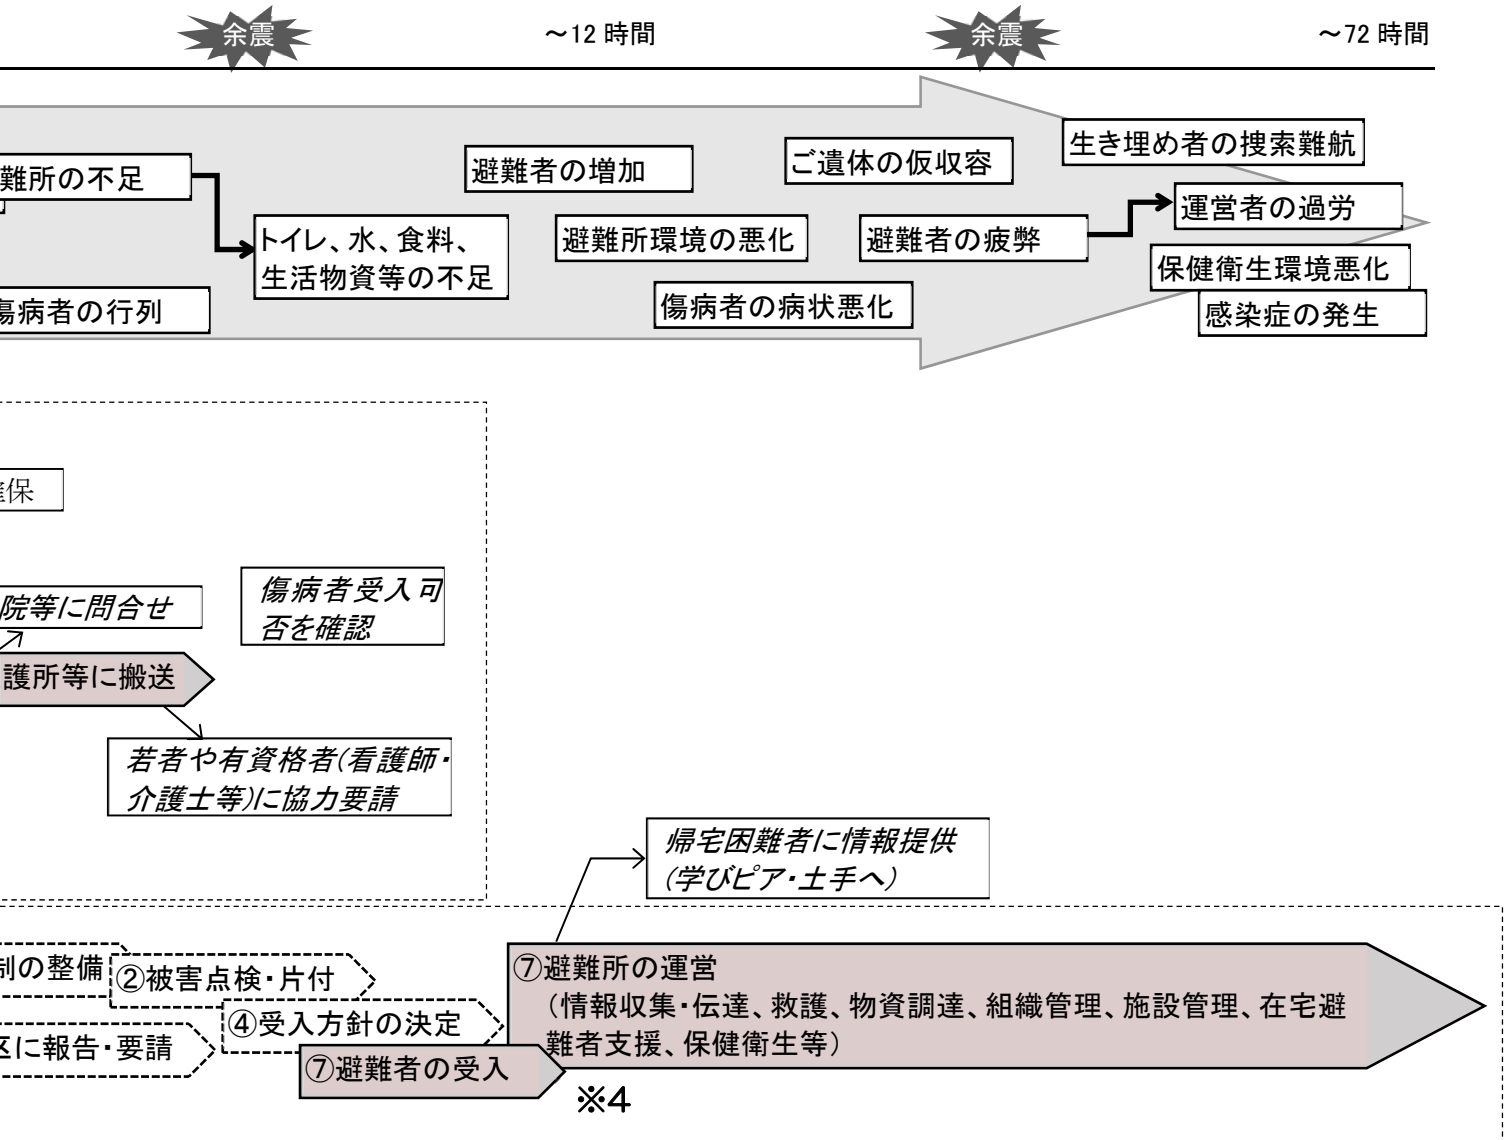 余震
～12 時間
余震
～72 時間
生き埋め者の捜索難航
避難者の増加
ご遺体の仮収容
難所の不足
運営者の過労
トイレ、水、食料、
生活物資等の不足
避難所環境の悪化
避難者の疲弊
保健衛生環境悪化
傷病者の行列
傷病者の病状悪化
感染症の発生
確保
院等に問合せ
傷病者受入可
否を確認
護所等に搬送
若者や有資格者(看護師・
介護士等)に協力要請
帰宅困難者に情報提供
(学びピア・土手へ)
制の整備
②被害点検・片付
⑦避難所の運営
(情報収集・伝達、救護、物資調達、組織管理、施設管理、在宅避
難者支援、保健衛生等)
④受入方針の決定
区に報告・要請
⑦避難者の受入
※4